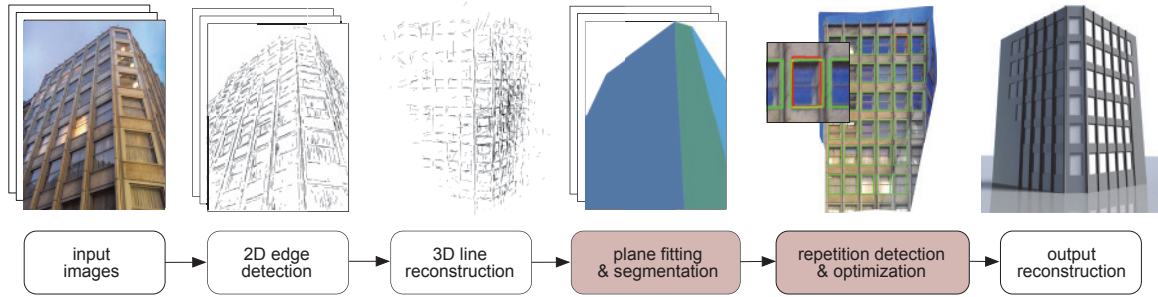 input
images
2D edge
detection
3D line
reconstruction
plane fitting
& segmentation
repetition detection
& optimization
output
reconstruction